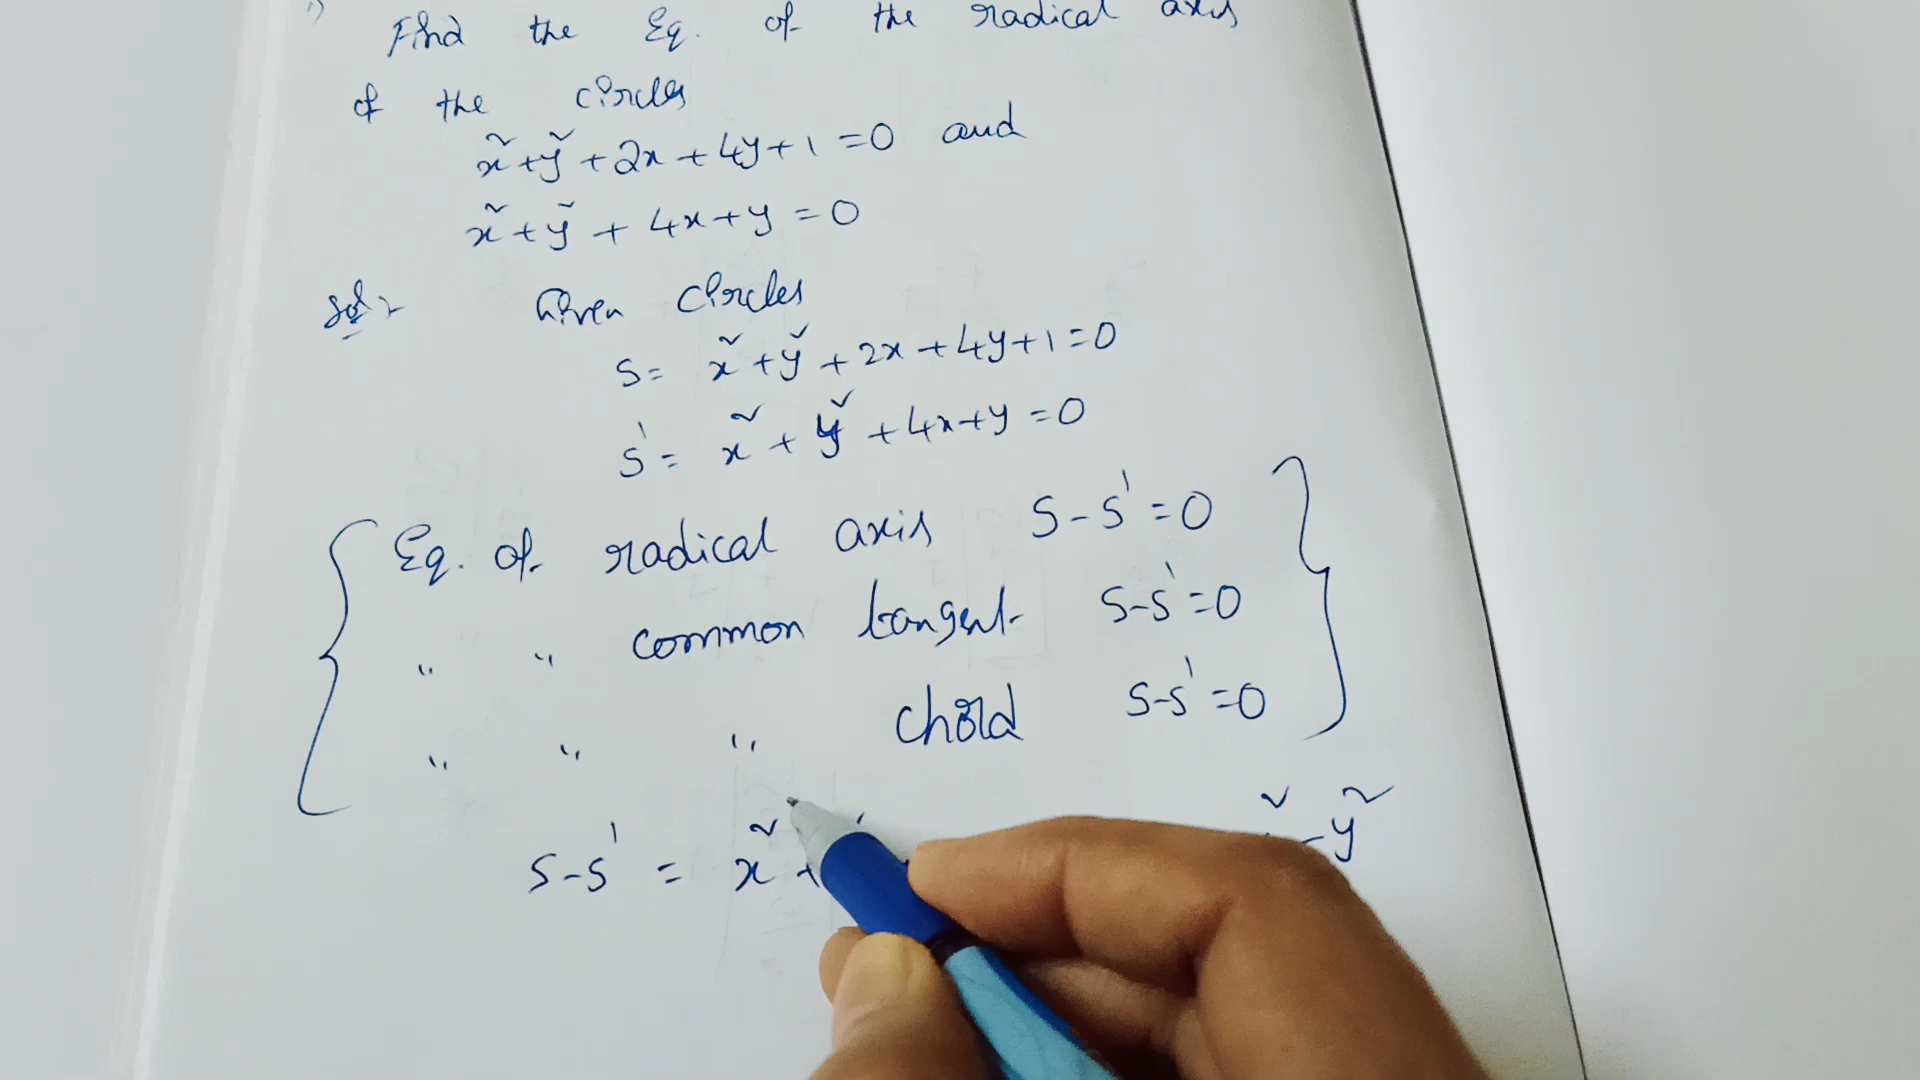 1) Find the Eq. of the radical axis
of the circles
x²+y²+2x+4y+1=0 and
x²+y²+4x+y=0
Sol:- Given circles
S= x²+y²+2x+4y+1=0
S'= x²+y²+4x+y=0
Eq. of radical axis S-S'=0
" " common tangent S-S'=0
" " " chord S-S'=0
S-S' = x²+ -y²